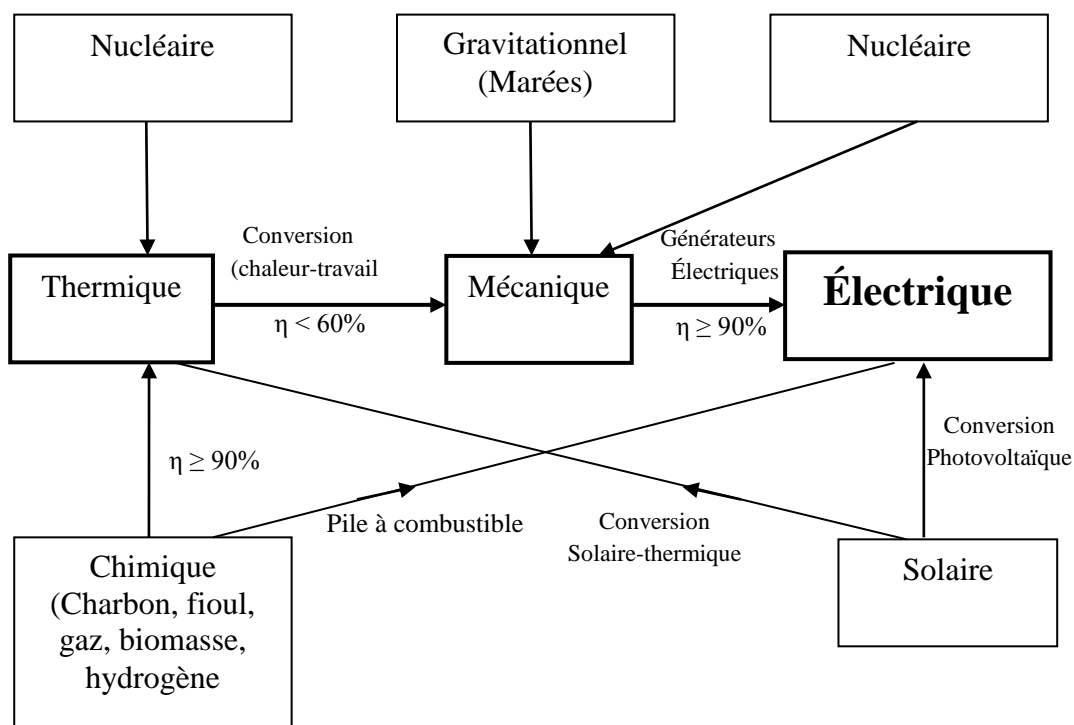 Nucléaire
Gravitationnel
(Marées)
Nucléaire
Conversion
(chaleur-travail
Générateurs
Électriques
Thermique
Mécanique
Électrique
η < 60%
η ≥ 90%
η ≥ 90%
Conversion
Photovoltaïque
Pile à combustible
Conversion
Solaire-thermique
Chimique
(Charbon, fioul,
gaz, biomasse,
hydrogène
Solaire